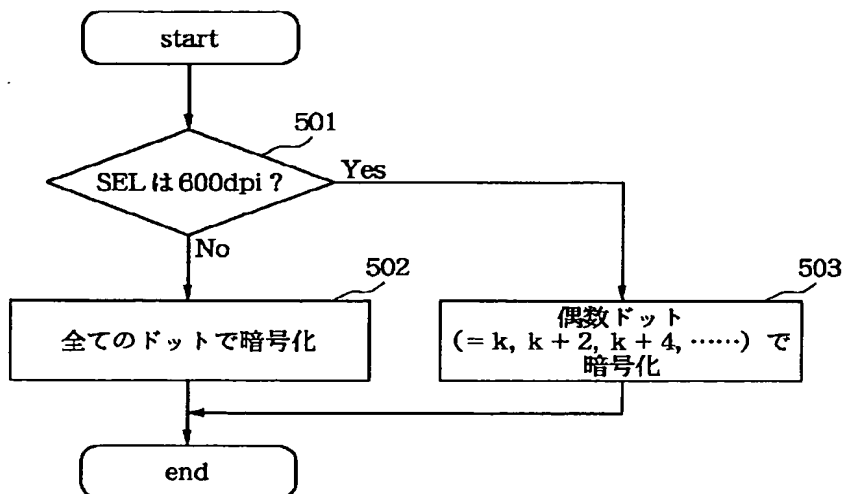 start
501
SELは600dpi?
Yes
No
502
全てのドットで暗号化
503
偶数ドット
(= k, k + 2, k + 4, ……) で
暗号化
end